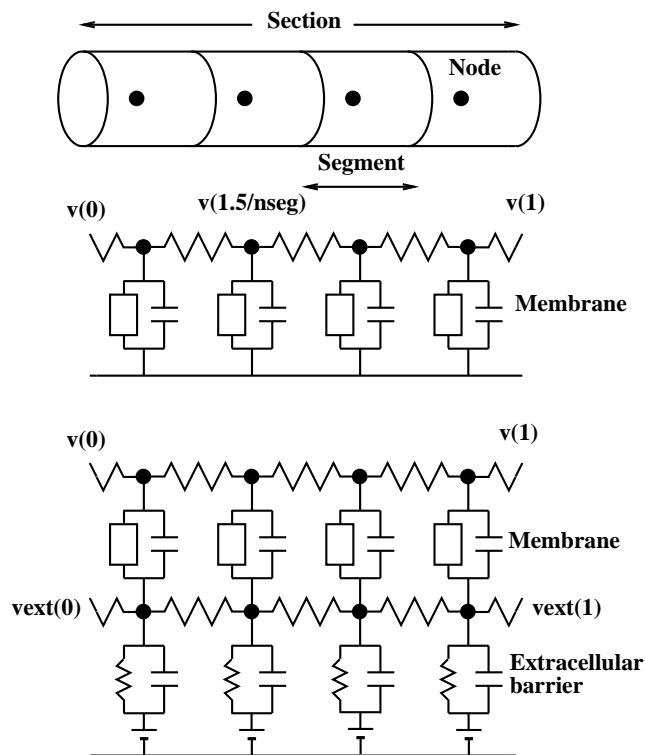 Section
Node
Segment
v(0)
v(1.5/nseg)
v(1)
Membrane
v(0)
v(1)
Membrane
vext(0)
vext(1)
Extracellular
barrier